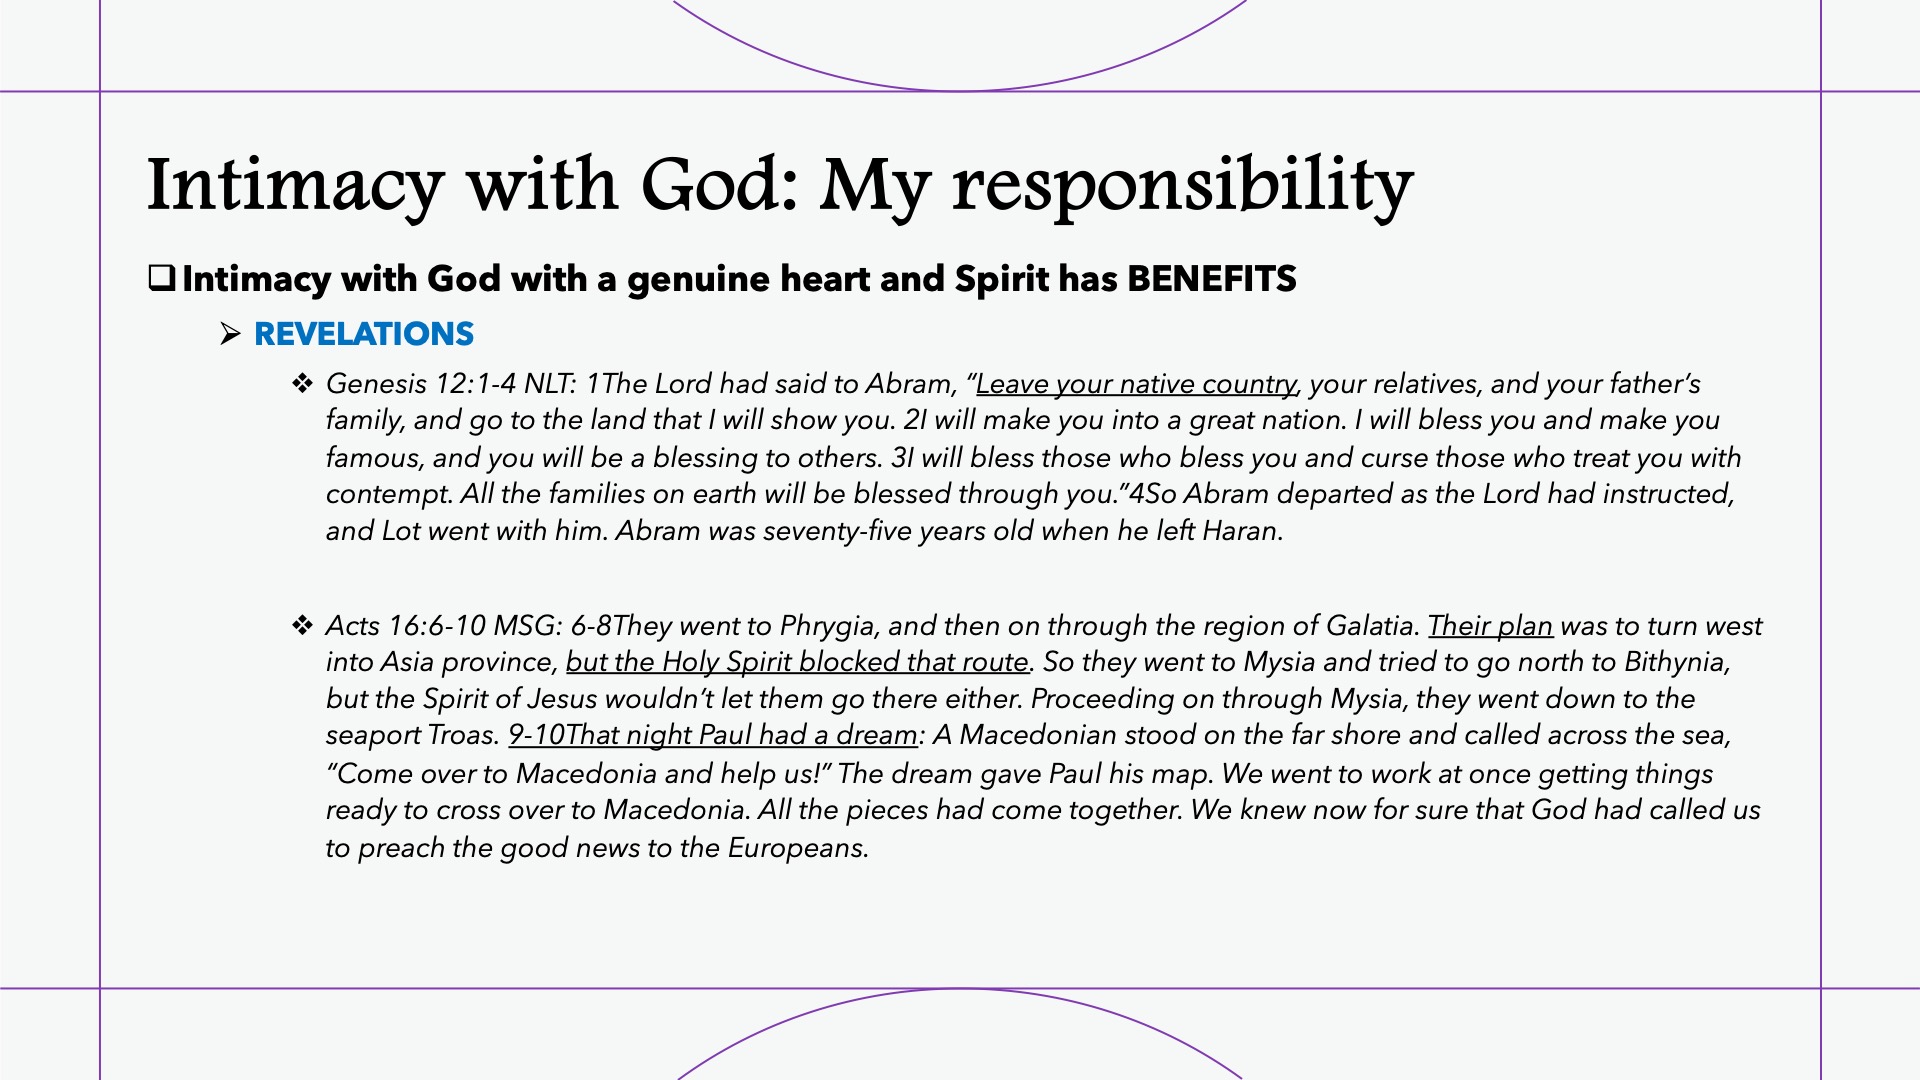 Intimacy with God: My responsibility
❑Intimacy with God with a genuine heart and Spirit has BENEFITS
➢ REVELATIONS
❖ Genesis 12:1-4 NLT: 1The Lord had said to Abram, “Leave your native country, your relatives, and your father’s
family, and go to the land that I will show you. 2I will make you into a great nation. I will bless you and make you
famous, and you will be a blessing to others. 3I will bless those who bless you and curse those who treat you with
contempt. All the families on earth will be blessed through you.”4So Abram departed as the Lord had instructed,
and Lot went with him. Abram was seventy-five years old when he left Haran.
❖ Acts 16:6-10 MSG: 6-8They went to Phrygia, and then on through the region of Galatia. Their plan was to turn west
into Asia province, but the Holy Spirit blocked that route. So they went to Mysia and tried to go north to Bithynia,
but the Spirit of Jesus wouldn’t let them go there either. Proceeding on through Mysia, they went down to the
seaport Troas. 9-10That night Paul had a dream: A Macedonian stood on the far shore and called across the sea,
“Come over to Macedonia and help us!” The dream gave Paul his map. We went to work at once getting things
ready to cross over to Macedonia. All the pieces had come together. We knew now for sure that God had called us
to preach the good news to the Europeans.